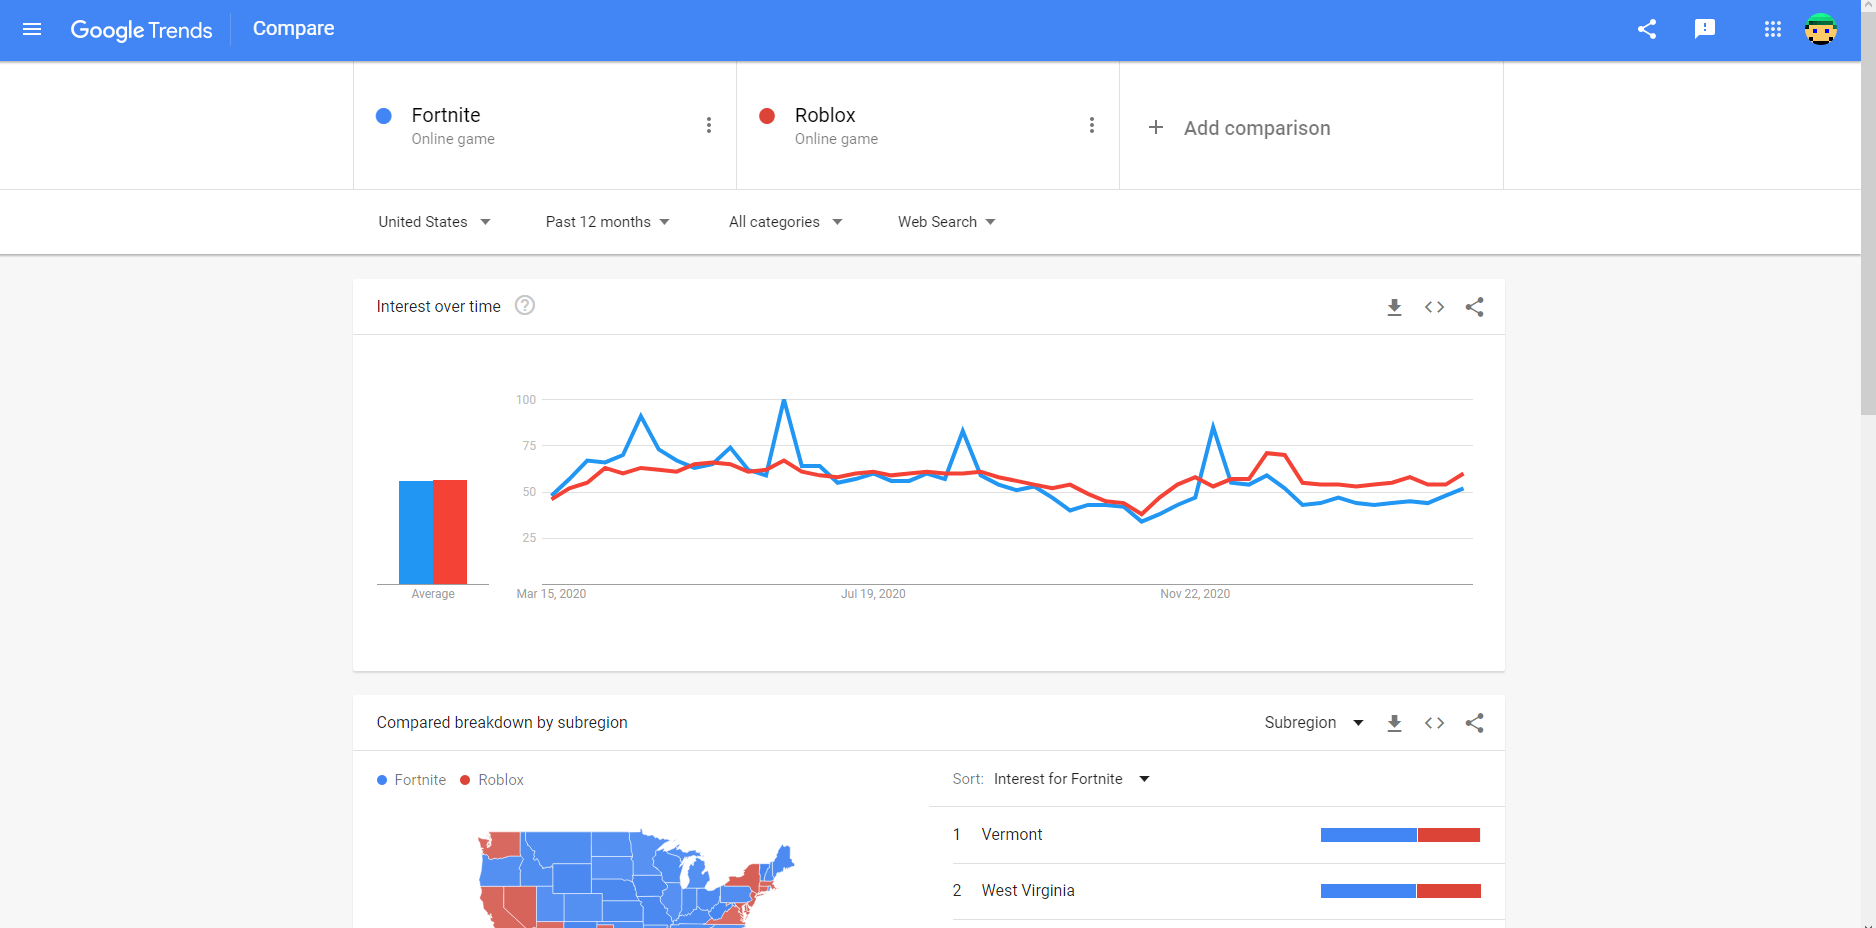 Google Trends
Compare
Fortnite
Online game
Roblox
Online game
+ Add comparison
United States
Past 12 months
All categories
Web Search
Interest over time
100
75
50
25
Average
Mar 15, 2020
Jul 19, 2020
Nov 22, 2020
Compared breakdown by subregion
Subregion
Fortnite
Roblox
Sort: Interest for Fortnite
1 Vermont
2 West Virginia